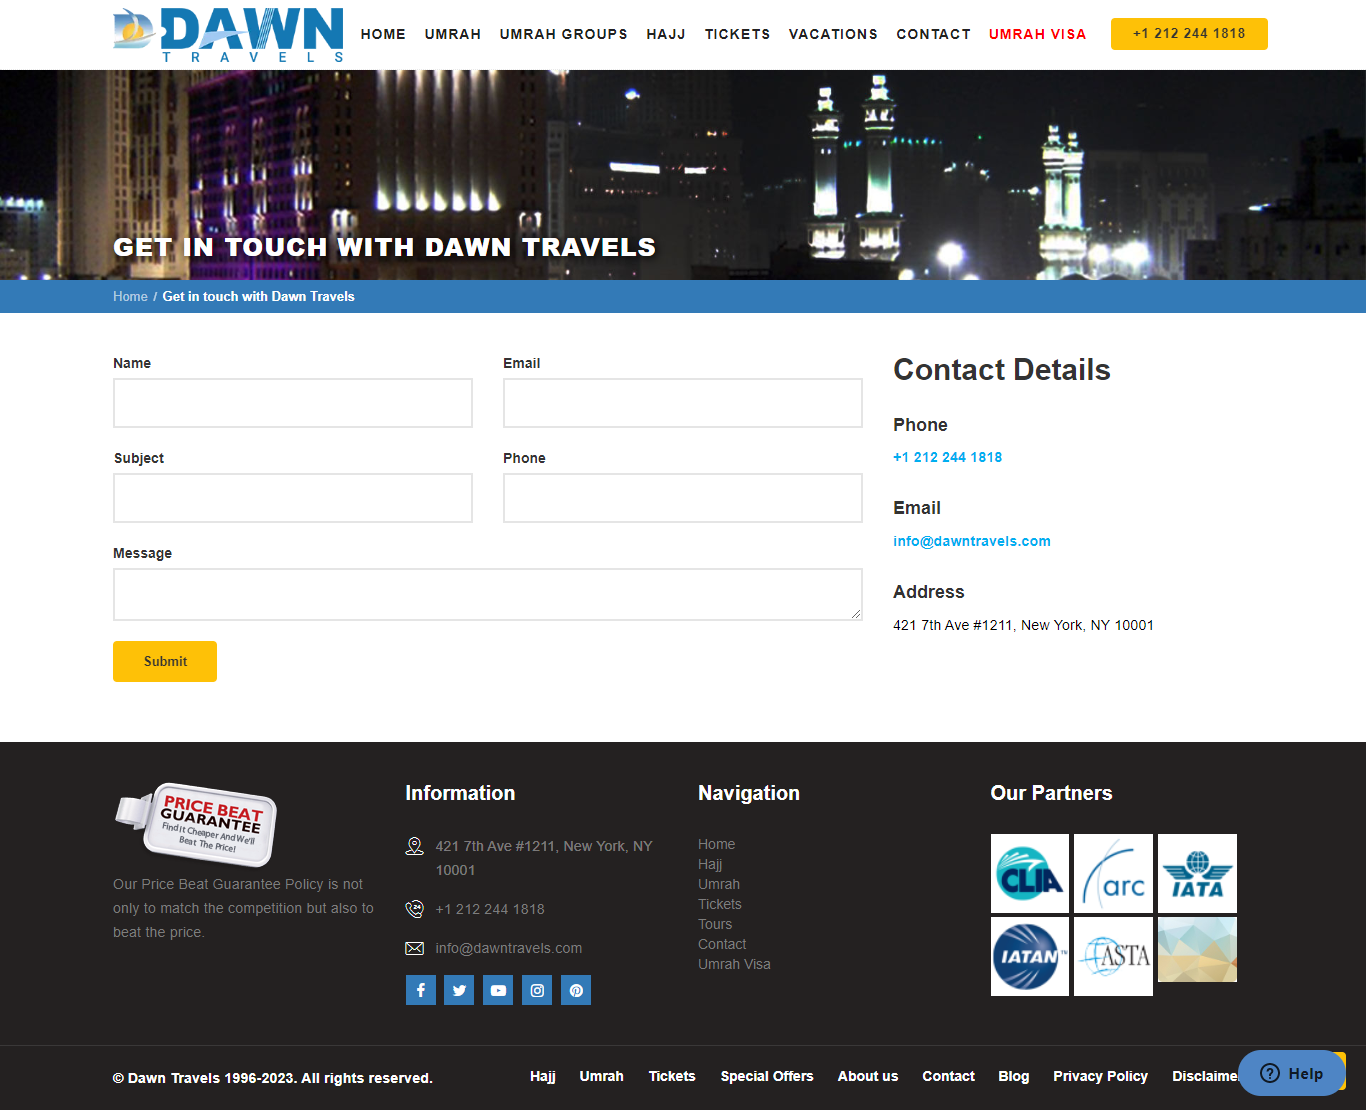 DAWN
TRAVELS
HOME UMRAH UMRAH GROUPS HAJJ TICKETS VACATIONS CONTACT UMRAH VISA +1 212 244 1818
GET IN TOUCH WITH DAWN TRAVELS
Home / Get in touch with Dawn Travels
Name
Email
Subject
Phone
Message
Submit
Contact Details
Phone
+1 212 244 1818
Email
info@dawntravels.com
Address
421 7th Ave #1211, New York, NY 10001
PRICE BEAT
GUARANTEE
Find It Cheaper And We'll
Beat The Price!
Our Price Beat Guarantee Policy is not
only to match the competition but also to
beat the price.
Information
421 7th Ave #1211, New York, NY
10001
24
+1 212 244 1818
info@dawntravels.com
Navigation
Home
Hajj
Umrah
Tickets
Tours
Contact
Umrah Visa
Our Partners
CLIA
arc
IATA
IATAN
ASTA
© Dawn Travels 1996-2023. All rights reserved.
Hajj Umrah Tickets Special Offers About us Contact Blog Privacy Policy Disclaimer
Help